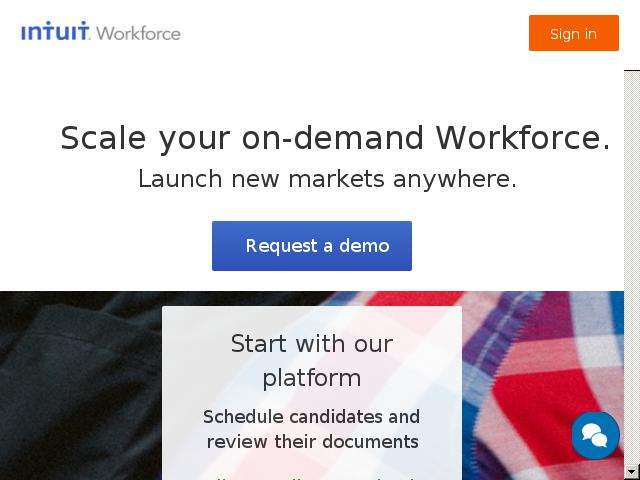 intuit. Workforce
Sign in
Scale your on-demand Workforce.
Launch new markets anywhere.
Request a demo
Start with our
platform
Schedule candidates and
review their documents